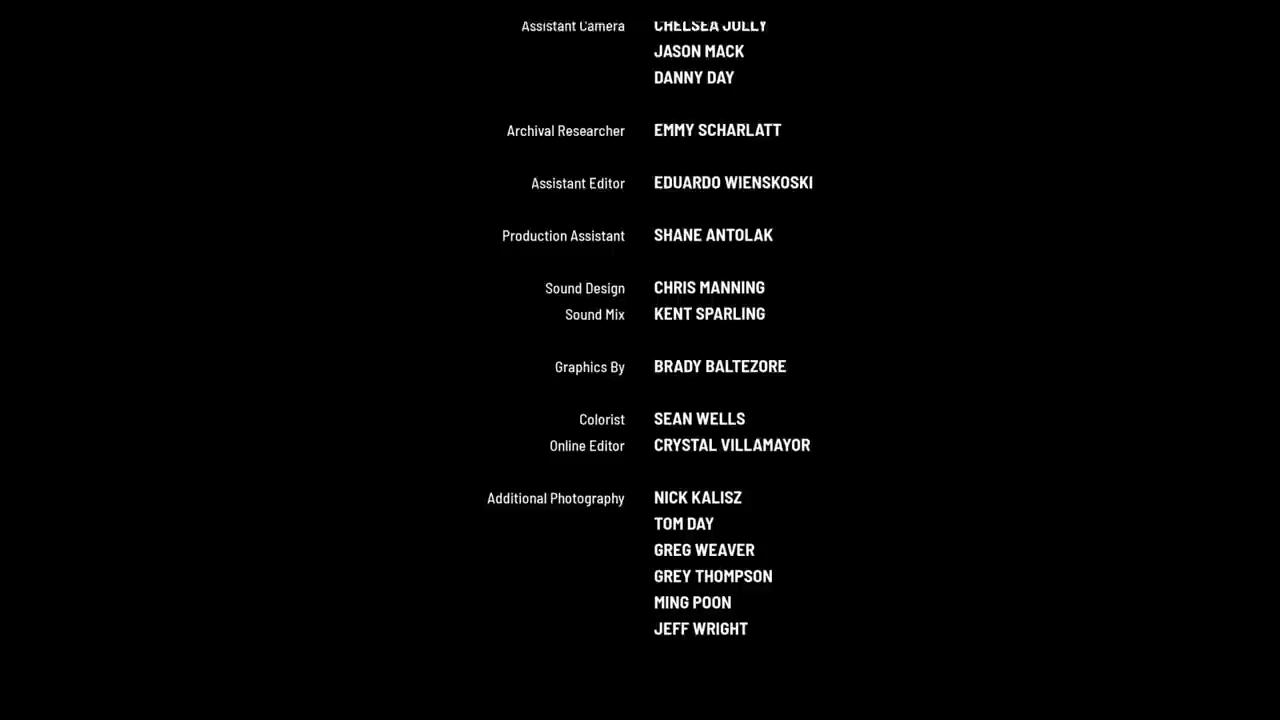 Assistant Camera CHELSEA JOLLY
JASON MACK
DANNY DAY
Archival Researcher EMMY SCHARLATT
Assistant Editor EDUARDO WIENSKOSKI
Production Assistant SHANE ANTOLAK
Sound Design CHRIS MANNING
Sound Mix KENT SPARLING
Graphics By BRADY BALTEZORE
Colorist SEAN WELLS
Online Editor CRYSTAL VILLAMAYOR
Additional Photography NICK KALISZ
TOM DAY
GREG WEAVER
GREY THOMPSON
MING POON
JEFF WRIGHT